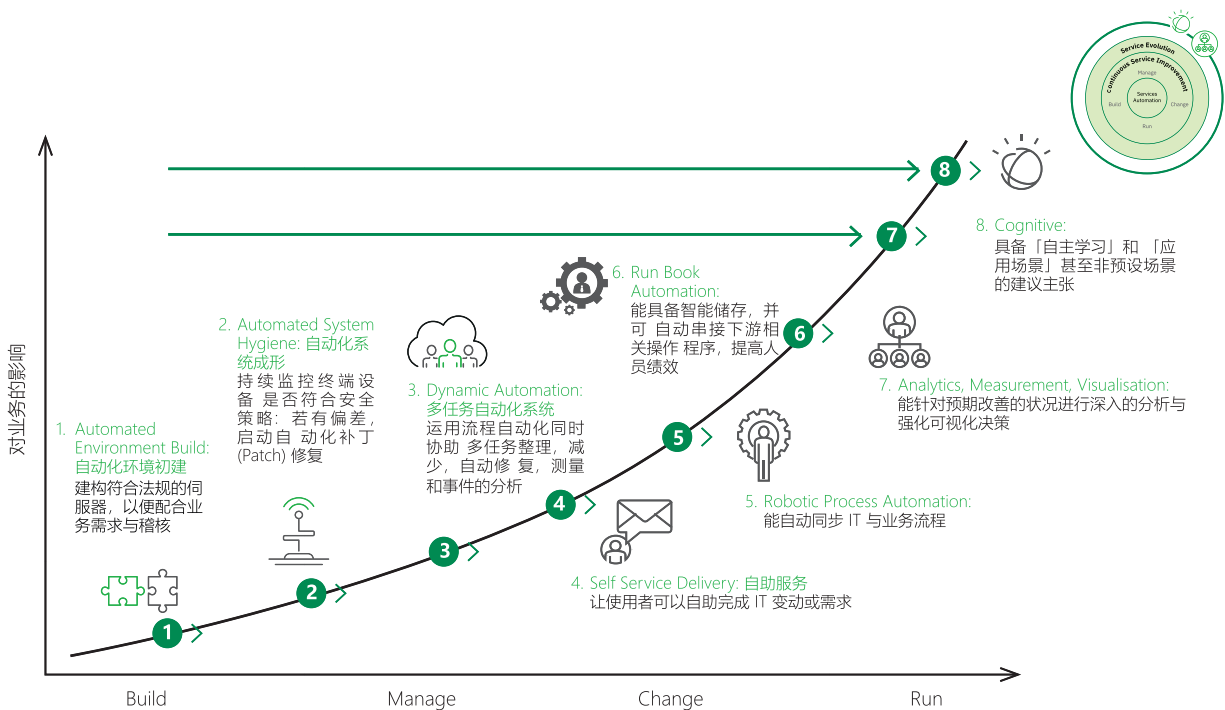 Service Evolution
Continuous Service Improvement
Manage
Services
Automation
Build
Change
Run
对业务的影响
1. Automated
Environment Build:
自动化环境初建
建构符合法规的伺
服器，以便配合业
务需求与稽核
2. Automated System
Hygiene: 自动化系
统成形
持续监控终端设
备 是否符合安全
策略：若有偏差，
启动自 动化补丁
(Patch) 修复
3. Dynamic Automation:
多任务自动化系统
运用流程自动化同时
协助 多任务整理，减
少，自动修 复，测量
和事件的分析
4. Self Service Delivery: 自助服务
让使用者可以自助完成 IT 变动或需求
5. Robotic Process Automation:
能自动同步 IT 与业务流程
6. Run Book
Automation:
能具备智能储存，并
可 自动串接下游相
关操作 程序，提高人
员绩效
7. Analytics, Measurement, Visualisation:
能针对预期改善的状况进行深入的分析与
强化可视化决策
8. Cognitive:
具备「自主学习」和 「应
用场景」甚至非预设场景
的建议主张
1
2
3
4
5
6
7
8
Build
Manage
Change
Run